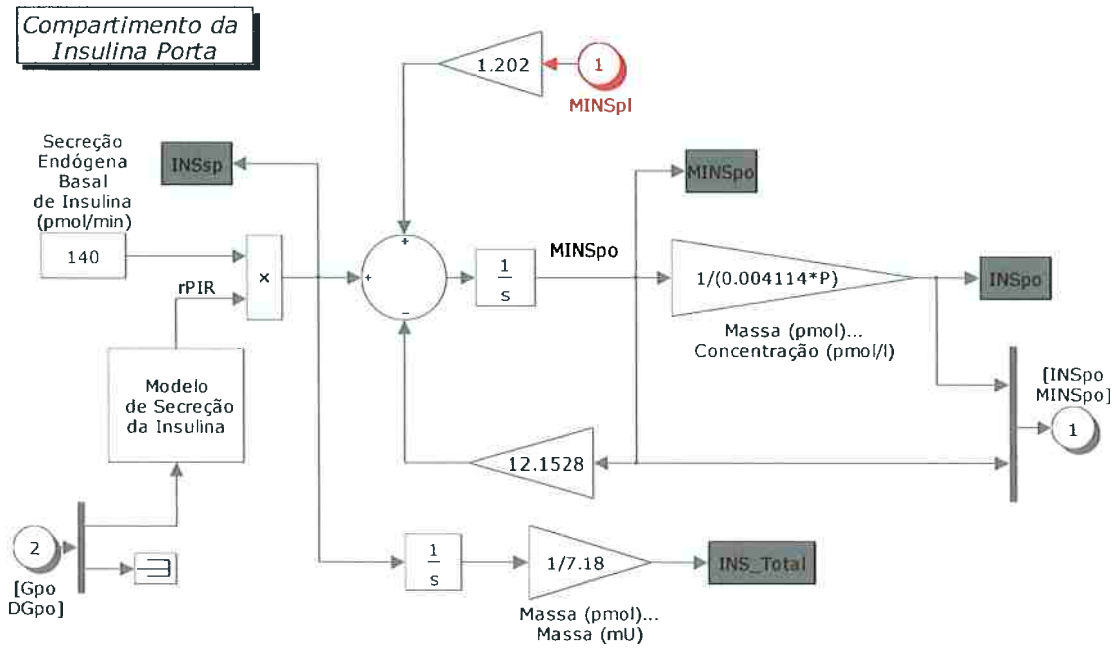 Compartimento da
Insulina Porta
1.202
1
MINSpl
Secreção
Endógena
Basal
de Insulina
(pmol/min)
INSsp
MINSpo
140
×
+
+
−
1
s
MINSpo
1/(0.004114*P)
INSpo
rPIR
Massa (pmol)...
Concentração (pmol/l)
Modelo
de Secreção
da Insulina
[INSpo
MINSpo]
1
12.1528
2
[Gpo
DGpo]
1
s
1/7.18
INS_Total
Massa (pmol)...
Massa (mU)